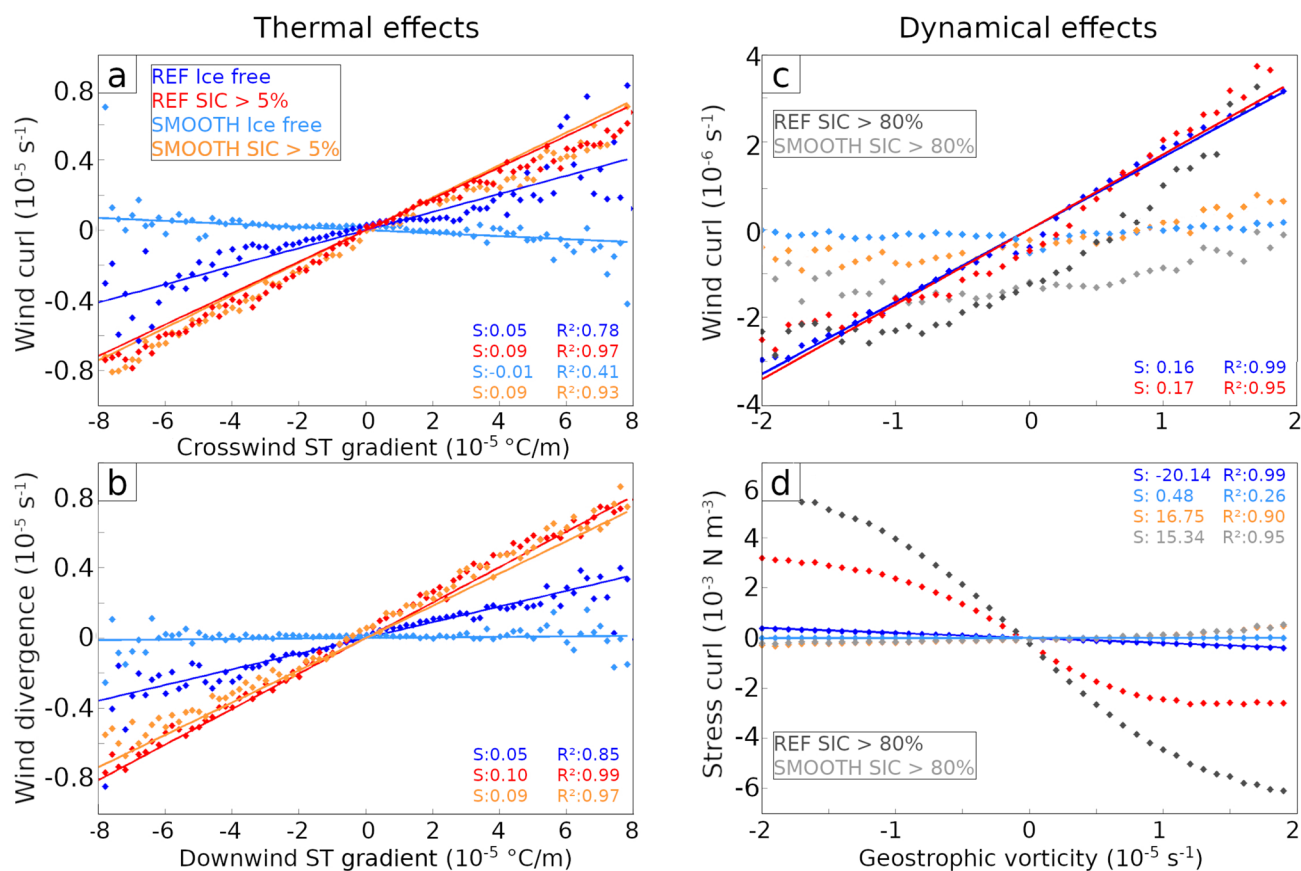 Thermal effects
Dynamical effects
a
REF Ice free
REF SIC > 5%
SMOOTH Ice free
SMOOTH SIC > 5%
Wind curl (10⁻⁵ s⁻¹)
0.8
0.4
0
-0.4
-0.8
S:0.05 R²:0.78
S:0.09 R²:0.97
S:-0.01 R²:0.41
S:0.09 R²:0.93
-8 -6 -4 -2 0 2 4 6 8
Crosswind ST gradient (10⁻⁵ °C/m)
c
REF SIC > 80%
SMOOTH SIC > 80%
Wind curl (10⁻⁶ s⁻¹)
4
2
0
-2
-4
S: 0.16 R²:0.99
S: 0.17 R²:0.95
-2 -1 0 1 2
b
Wind divergence (10⁻⁵ s⁻¹)
0.8
0.4
0
-0.4
-0.8
S:0.05 R²:0.85
S:0.10 R²:0.99
S:0.09 R²:0.97
-8 -6 -4 -2 0 2 4 6 8
Downwind ST gradient (10⁻⁵ °C/m)
d
S: -20.14 R²:0.99
S: 0.48 R²:0.26
S: 16.75 R²:0.90
S: 15.34 R²:0.95
Stress curl (10⁻³ N m⁻³)
6
4
2
0
-2
-4
-6
REF SIC > 80%
SMOOTH SIC > 80%
-2 -1 0 1 2
Geostrophic vorticity (10⁻⁵ s⁻¹)